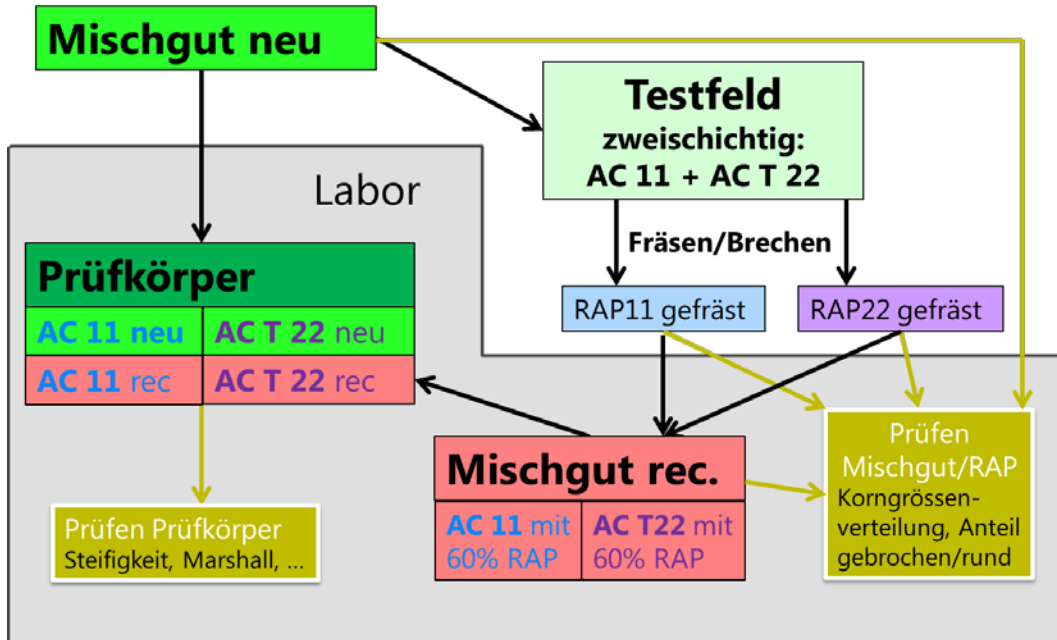 Mischgut neu
Testfeld
zweischichtig:
AC 11 + AC T 22
Labor
Fräsen/Brechen
Prüfkörper
RAP11 gefräst
RAP22 gefräst
AC 11 neu
AC T 22 neu
AC 11 rec
AC T 22 rec
Mischgut rec.
AC 11 mit
60% RAP
AC T22 mit
60% RAP
Prüfen
Mischgut/RAP
Korngrössen-
verteilung, Anteil
gebrochen/rund
Prüfen Prüfkörper
Steifigkeit, Marshall, ...